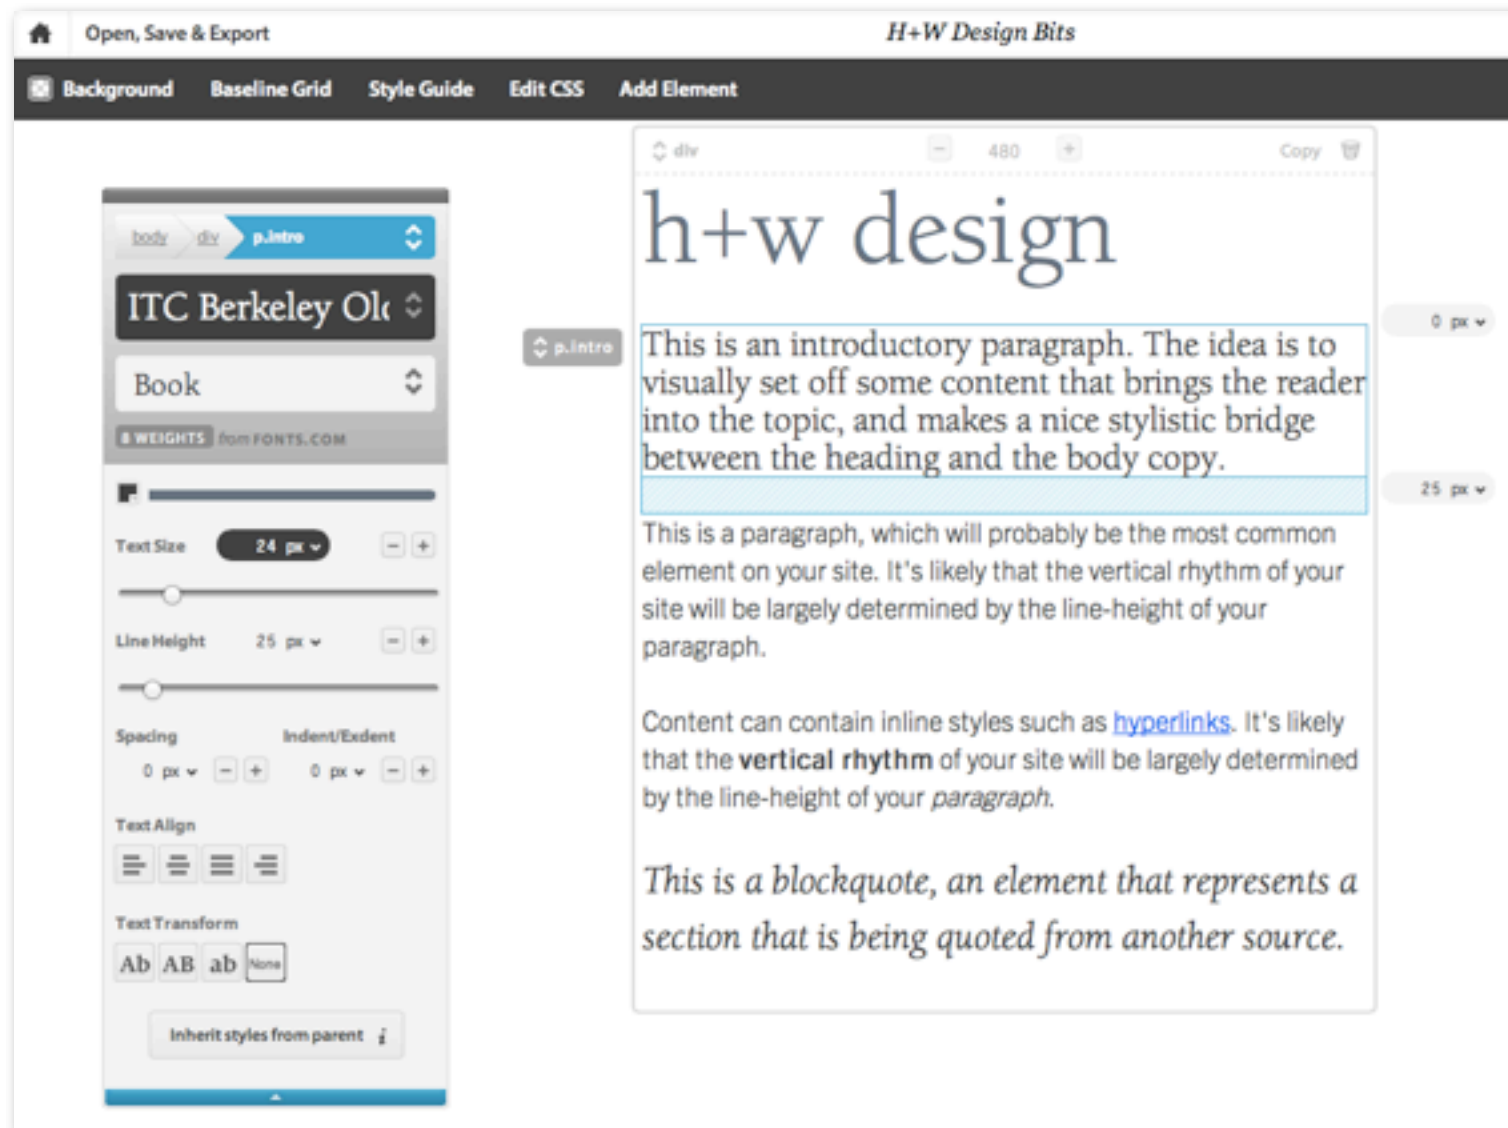 Open, Save & Export
H+W Design Bits
Background Baseline Grid Style Guide Edit CSS Add Element
body div p.intro
ITC Berkeley Ol
Book
8 WEIGHTS from FONTS.COM
Text Size 24 px − +
Line Height 25 px − +
Spacing Indent/Exdent
0 px − + 0 px − +
Text Align
Text Transform
Ab AB ab None
Inherit styles from parent i
div − 480 + Copy
h+w design
p.intro
0 px
This is an introductory paragraph. The idea is to
visually set off some content that brings the reader
into the topic, and makes a nice stylistic bridge
between the heading and the body copy.
25 px
This is a paragraph, which will probably be the most common
element on your site. It's likely that the vertical rhythm of your
site will be largely determined by the line-height of your
paragraph.
Content can contain inline styles such as hyperlinks. It's likely
that the vertical rhythm of your site will be largely determined
by the line-height of your paragraph.
This is a blockquote, an element that represents a
section that is being quoted from another source.